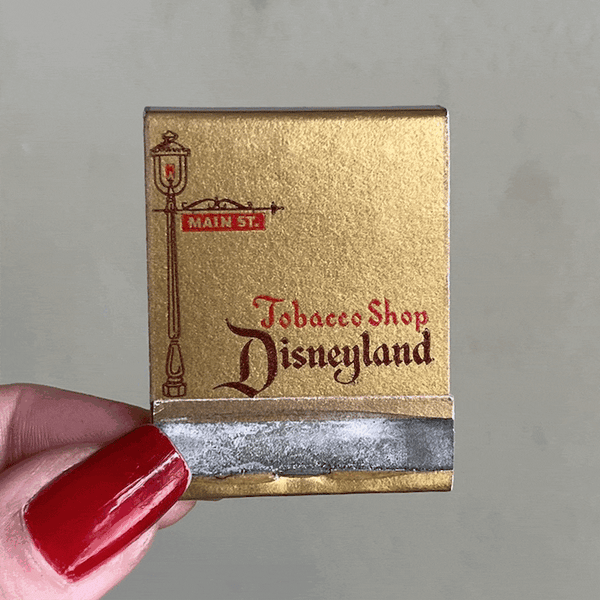 MAIN ST.
Tobacco Shop
Disneyland